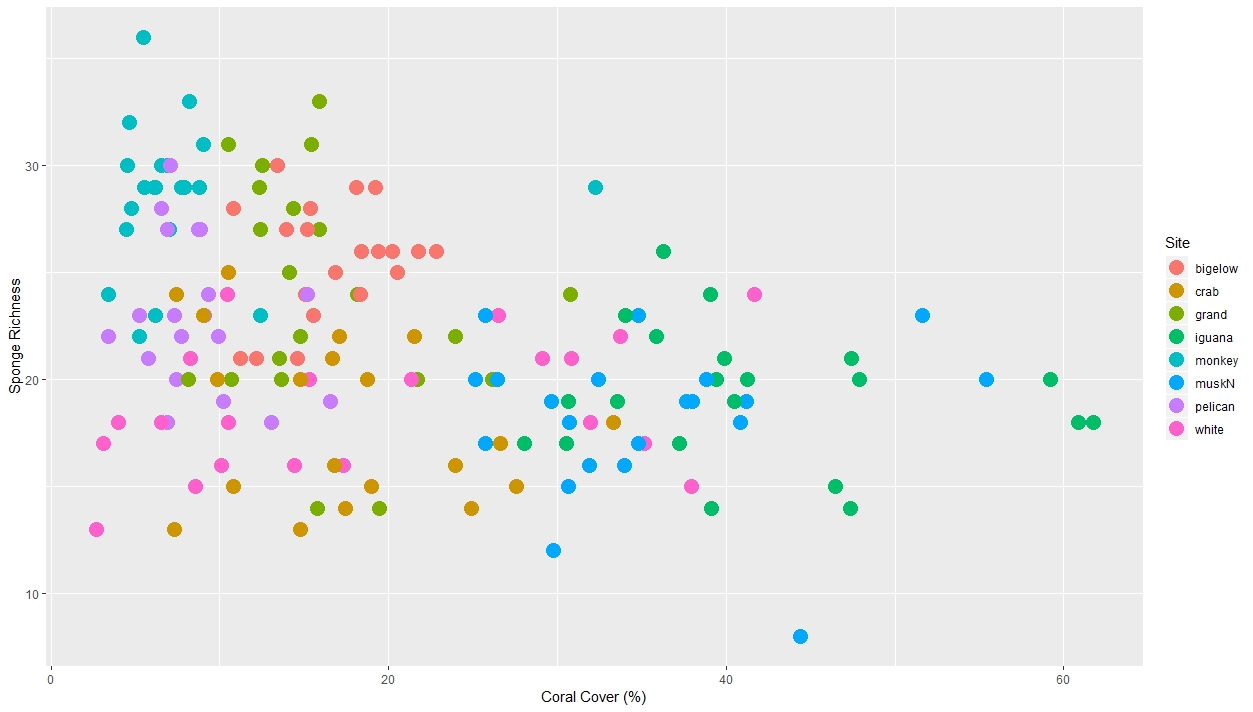 Sponge Richness
30
20
10
0
20
40
60
Coral Cover (%)
Site
bigelow
crab
grand
iguana
monkey
muskN
pelican
white